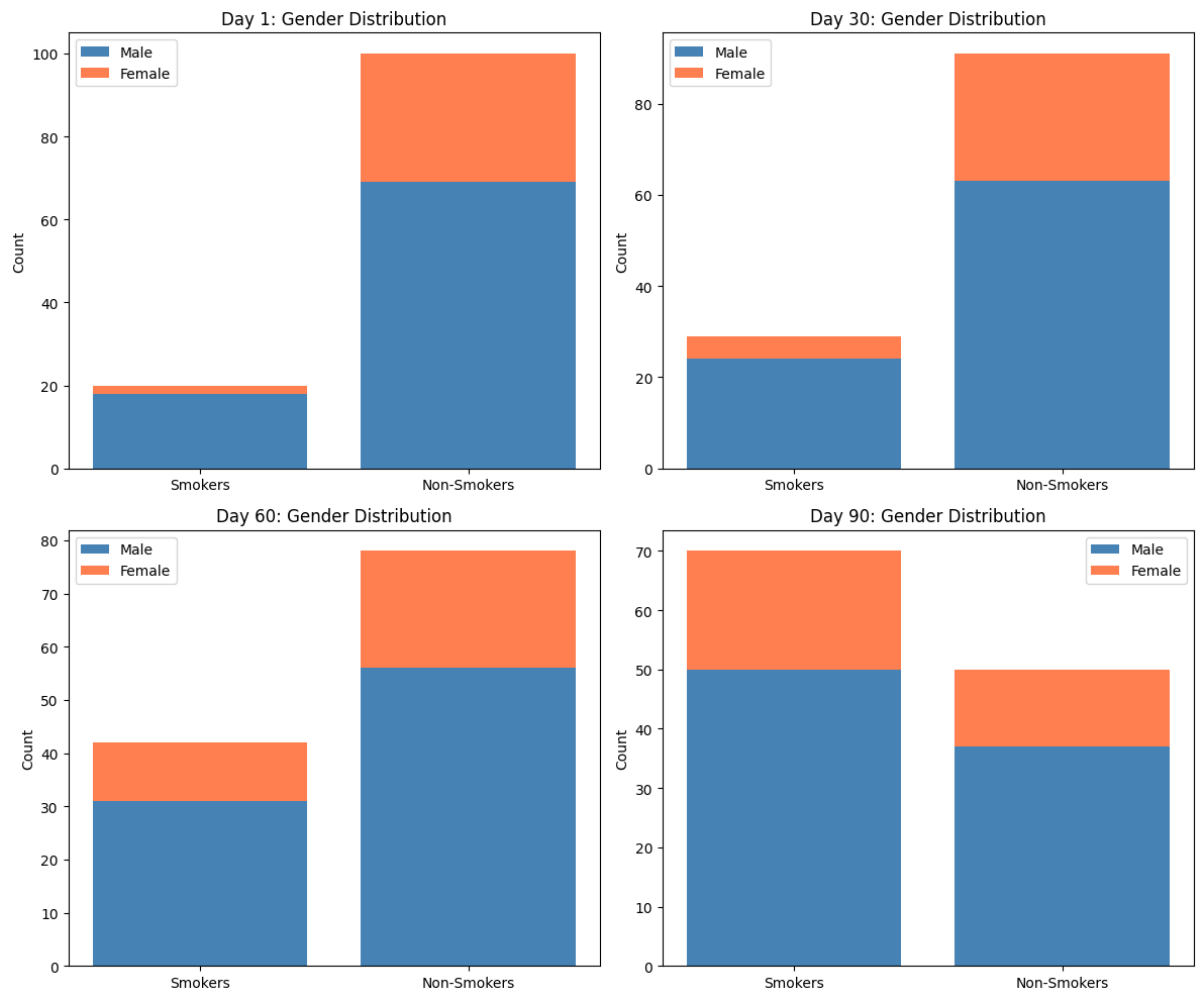 Day 1: Gender Distribution
Male
Female
Count
100
80
60
40
20
0
Smokers
Non-Smokers
Day 30: Gender Distribution
Male
Female
Count
80
60
40
20
0
Smokers
Non-Smokers
Day 60: Gender Distribution
Male
Female
Count
80
70
60
50
40
30
20
10
0
Smokers
Non-Smokers
Day 90: Gender Distribution
Male
Female
Count
70
60
50
40
30
20
10
0
Smokers
Non-Smokers